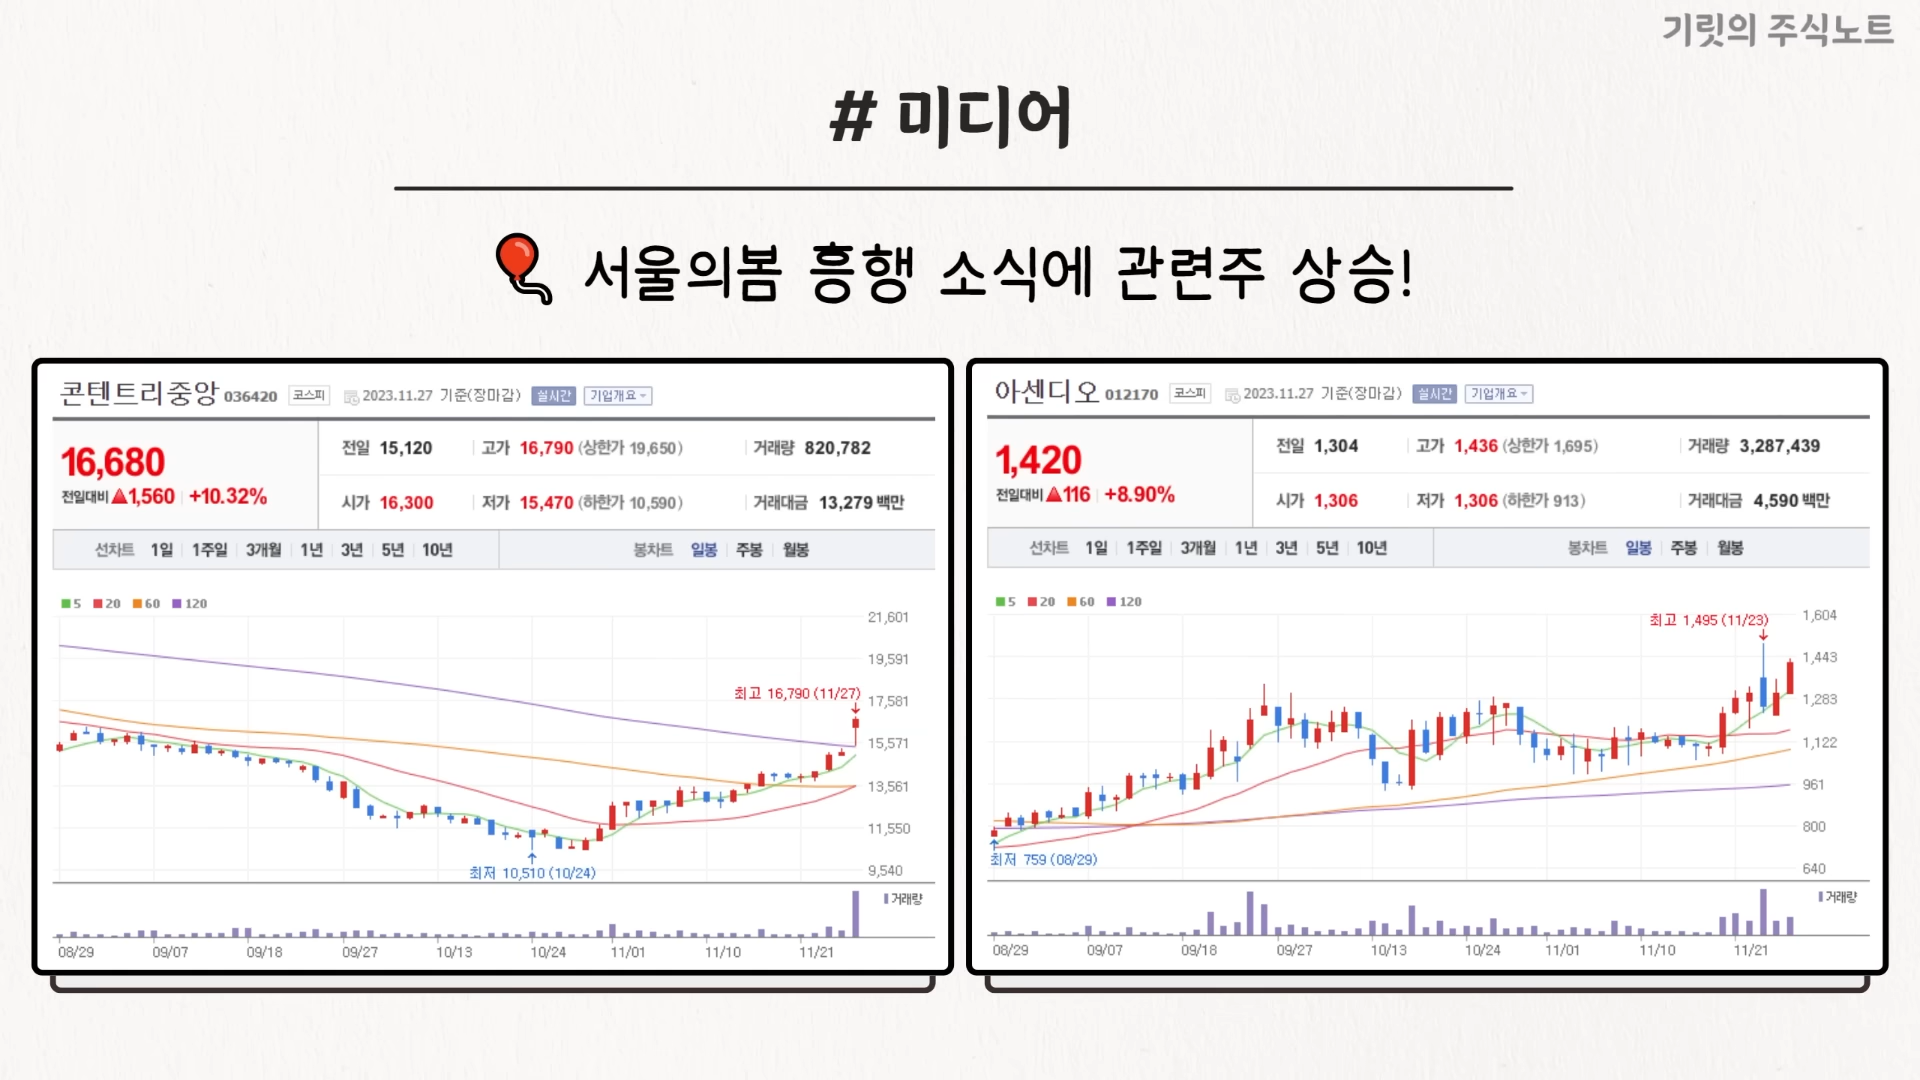 기릿의 주식노트
# 미디어
서울의봄 흥행 소식에 관련주 상승!
콘텐트리중앙 036420 코스피 2023.11.27 기준(장마감) 실시간 기업개요
16,680
전일대비 ▲1,560 +10.32%
전일 15,120 고가 16,790 (상한가 19,650) 거래량 820,782
시가 16,300 저가 15,470 (하한가 10,590) 거래대금 13,279 백만
선차트 1일 1주일 3개월 1년 3년 5년 10년 봉차트 일봉 주봉 월봉
5 20 60 120
21,601
19,591
최고 16,790 (11/27)
17,581
15,571
13,561
11,550
최저 10,510 (10/24)
9,540
거래량
08/29 09/07 09/18 09/27 10/13 10/24 11/01 11/10 11/21
아센디오 012170 코스피 2023.11.27 기준(장마감) 실시간 기업개요
1,420
전일대비 ▲116 +8.90%
전일 1,304 고가 1,436 (상한가 1,695) 거래량 3,287,439
시가 1,306 저가 1,306 (하한가 913) 거래대금 4,590 백만
선차트 1일 1주일 3개월 1년 3년 5년 10년 봉차트 일봉 주봉 월봉
5 20 60 120
최고 1,495 (11/23)
1,604
1,443
1,283
1,122
961
800
최저 759 (08/29)
640
거래량
08/29 09/07 09/18 09/27 10/13 10/24 11/01 11/10 11/21